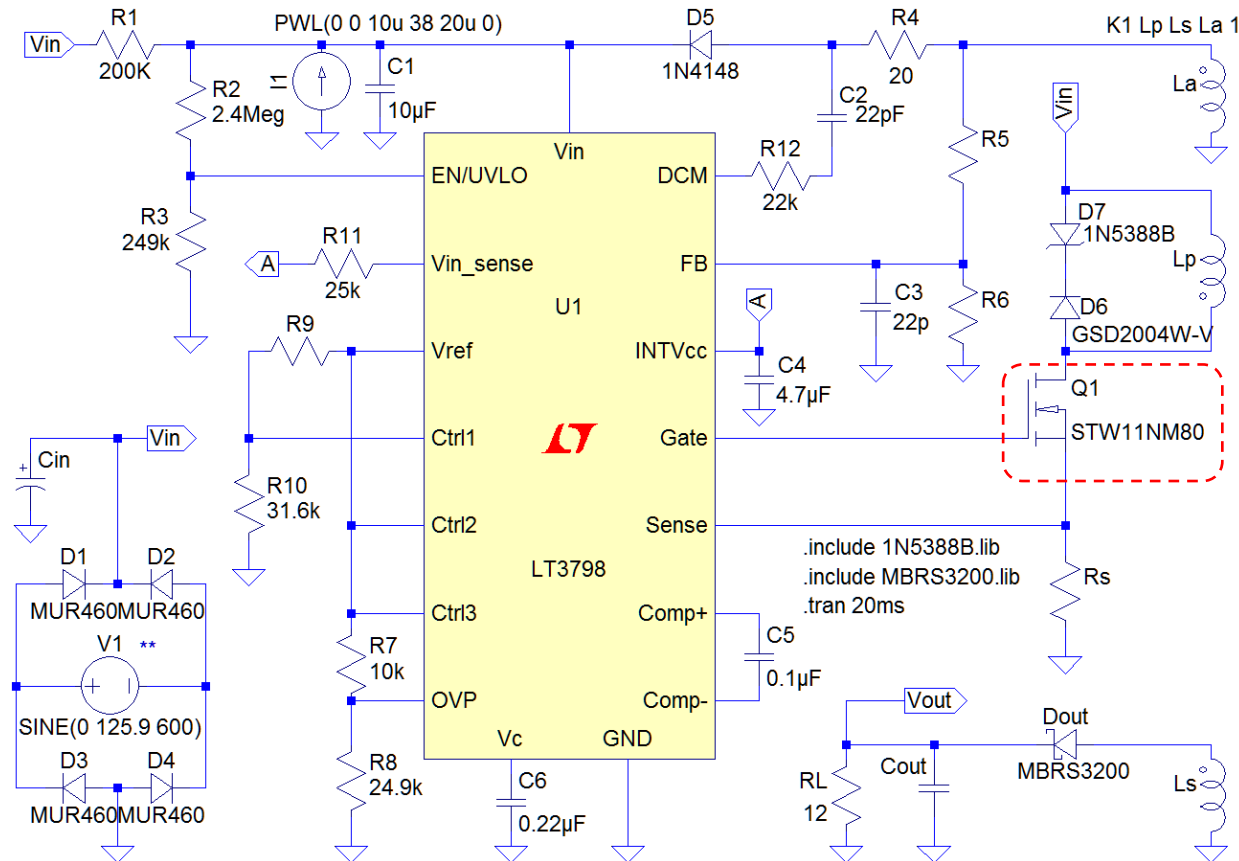 R1
PWL(0 0 10u 38 20u 0)
D5
R4
K1 Lp Ls La 1
Vin
200K
I1
C1
10µF
1N4148
20
La
R2
2.4Meg
C2
22pF
Vin
Vin
R12
R5
EN/UVLO
DCM
22k
R3
249k
D7
1N5388B
R11
A
Vin_sense
FB
Lp
25k
U1
C3
22p
A
R6
D6
R9
GSD2004W-V
Vref
INTVcc
C4
4.7µF
Q1
Vin
Ctrl1
Gate
STW11NM80
Cin
+
R10
31.6k
Ctrl2
Sense
.include 1N5388B.lib
D1
D2
LT3798
.include MBRS3200.lib
Rs
MUR460
MUR460
.tran 20ms
Ctrl3
Comp+
V1
**
R7
10k
C5
0.1µF
OVP
Comp-
SINE(0 125.9 600)
Vout
Dout
Vc
GND
D3
D4
R8
24.9k
C6
0.22µF
Cout
MBRS3200
MUR460
MUR460
RL
12
Ls